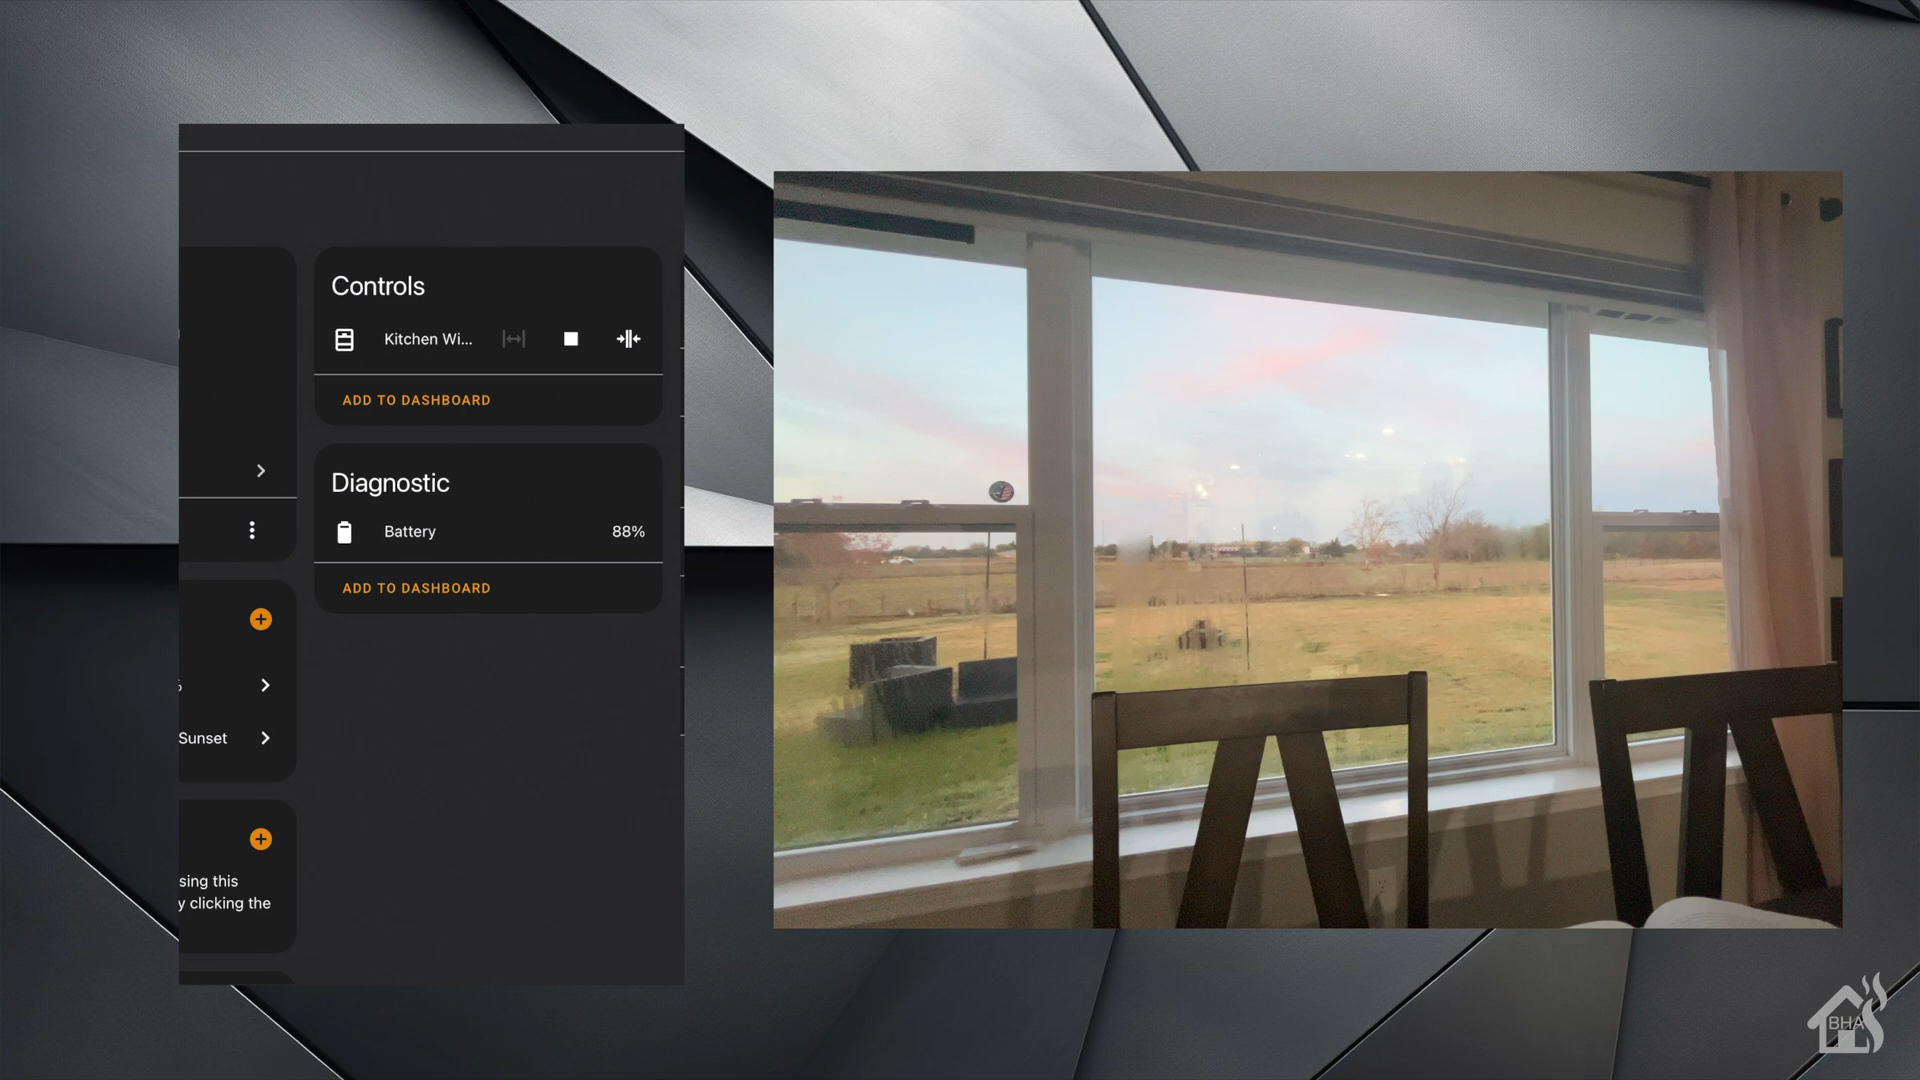 Controls
Kitchen Wi...
ADD TO DASHBOARD
Diagnostic
Battery 88%
ADD TO DASHBOARD
Sunset
sing this
y clicking the
BHA